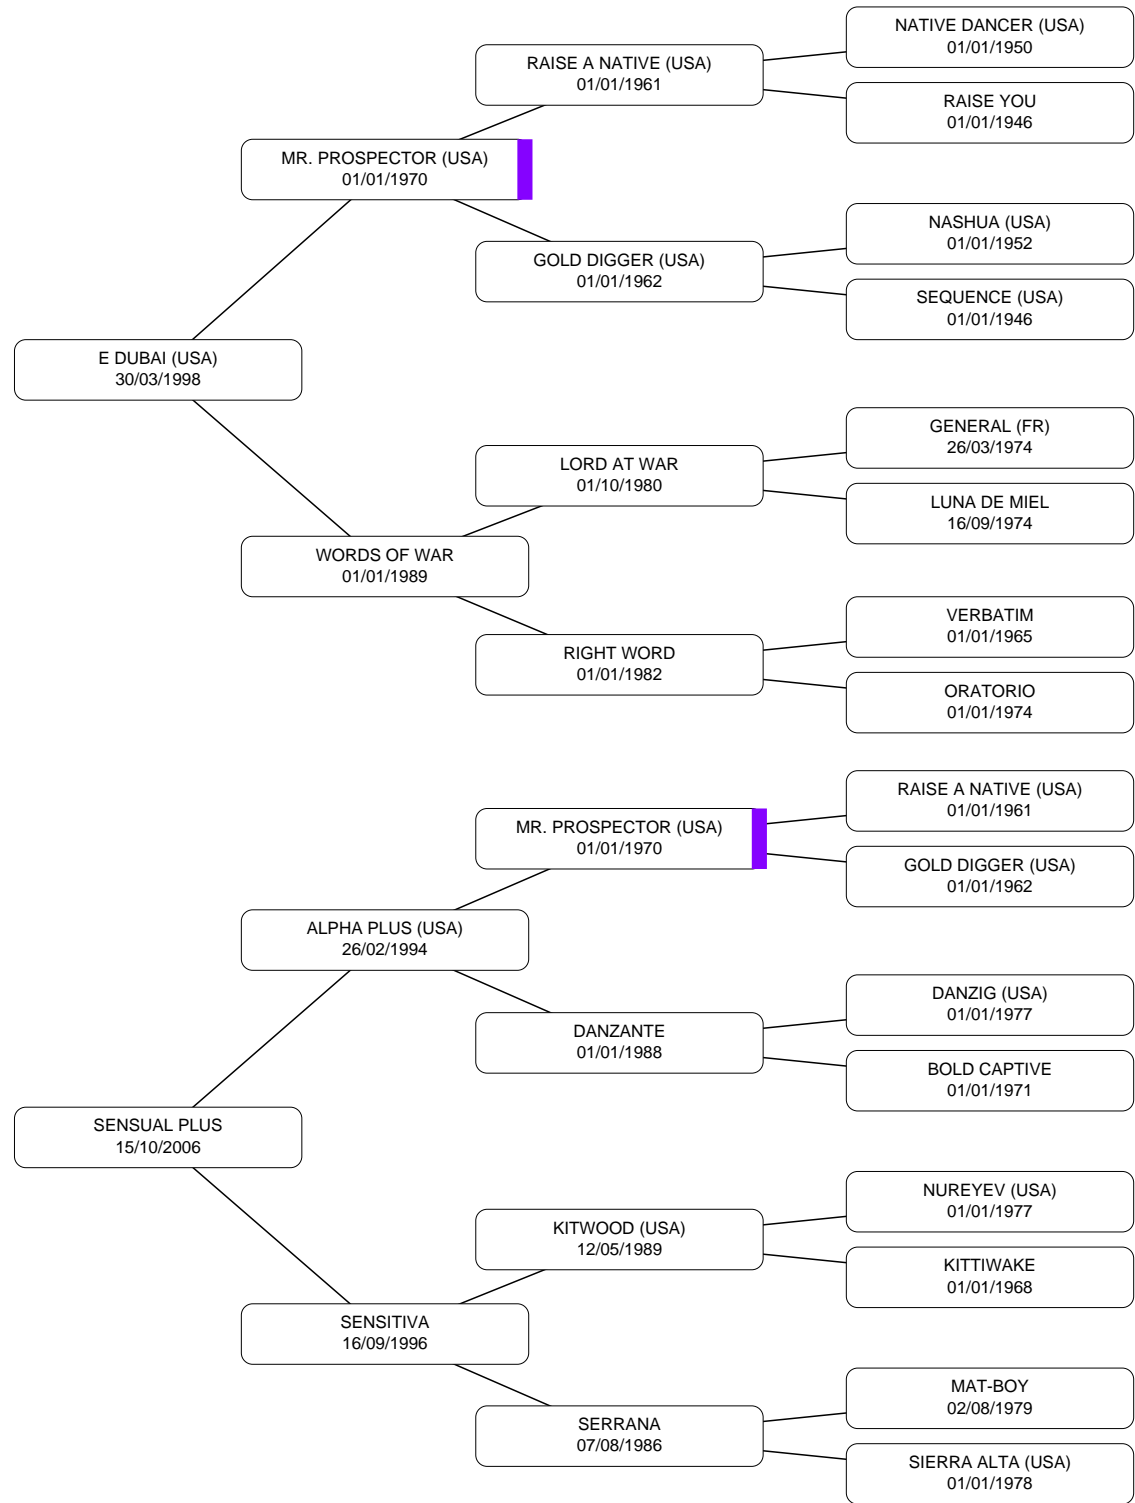 NATIVE DANCER (USA)
01/01/1950
RAISE A NATIVE (USA)
01/01/1961
RAISE YOU
01/01/1946
MR. PROSPECTOR (USA)
01/01/1970
NASHUA (USA)
01/01/1952
GOLD DIGGER (USA)
01/01/1962
SEQUENCE (USA)
01/01/1946
E DUBAI (USA)
30/03/1998
GENERAL (FR)
26/03/1974
LORD AT WAR
01/10/1980
LUNA DE MIEL
16/09/1974
WORDS OF WAR
01/01/1989
VERBATIM
01/01/1965
RIGHT WORD
01/01/1982
ORATORIO
01/01/1974
RAISE A NATIVE (USA)
01/01/1961
MR. PROSPECTOR (USA)
01/01/1970
GOLD DIGGER (USA)
01/01/1962
ALPHA PLUS (USA)
26/02/1994
DANZIG (USA)
01/01/1977
DANZANTE
01/01/1988
BOLD CAPTIVE
01/01/1971
SENSUAL PLUS
15/10/2006
NUREYEV (USA)
01/01/1977
KITWOOD (USA)
12/05/1989
KITTIWAKE
01/01/1968
SENSITIVA
16/09/1996
MAT-BOY
02/08/1979
SERRANA
07/08/1986
SIERRA ALTA (USA)
01/01/1978